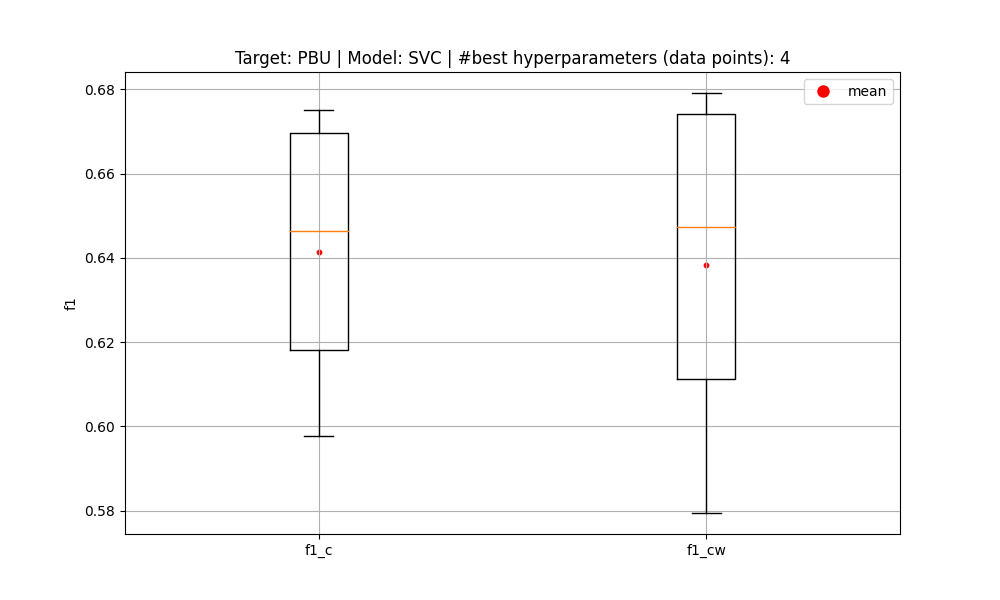 Target: PBU | Model: SVC | #best hyperparameters (data points): 4
mean
0.68
0.66
0.64
0.62
0.60
0.58
f1
f1_c
f1_cw